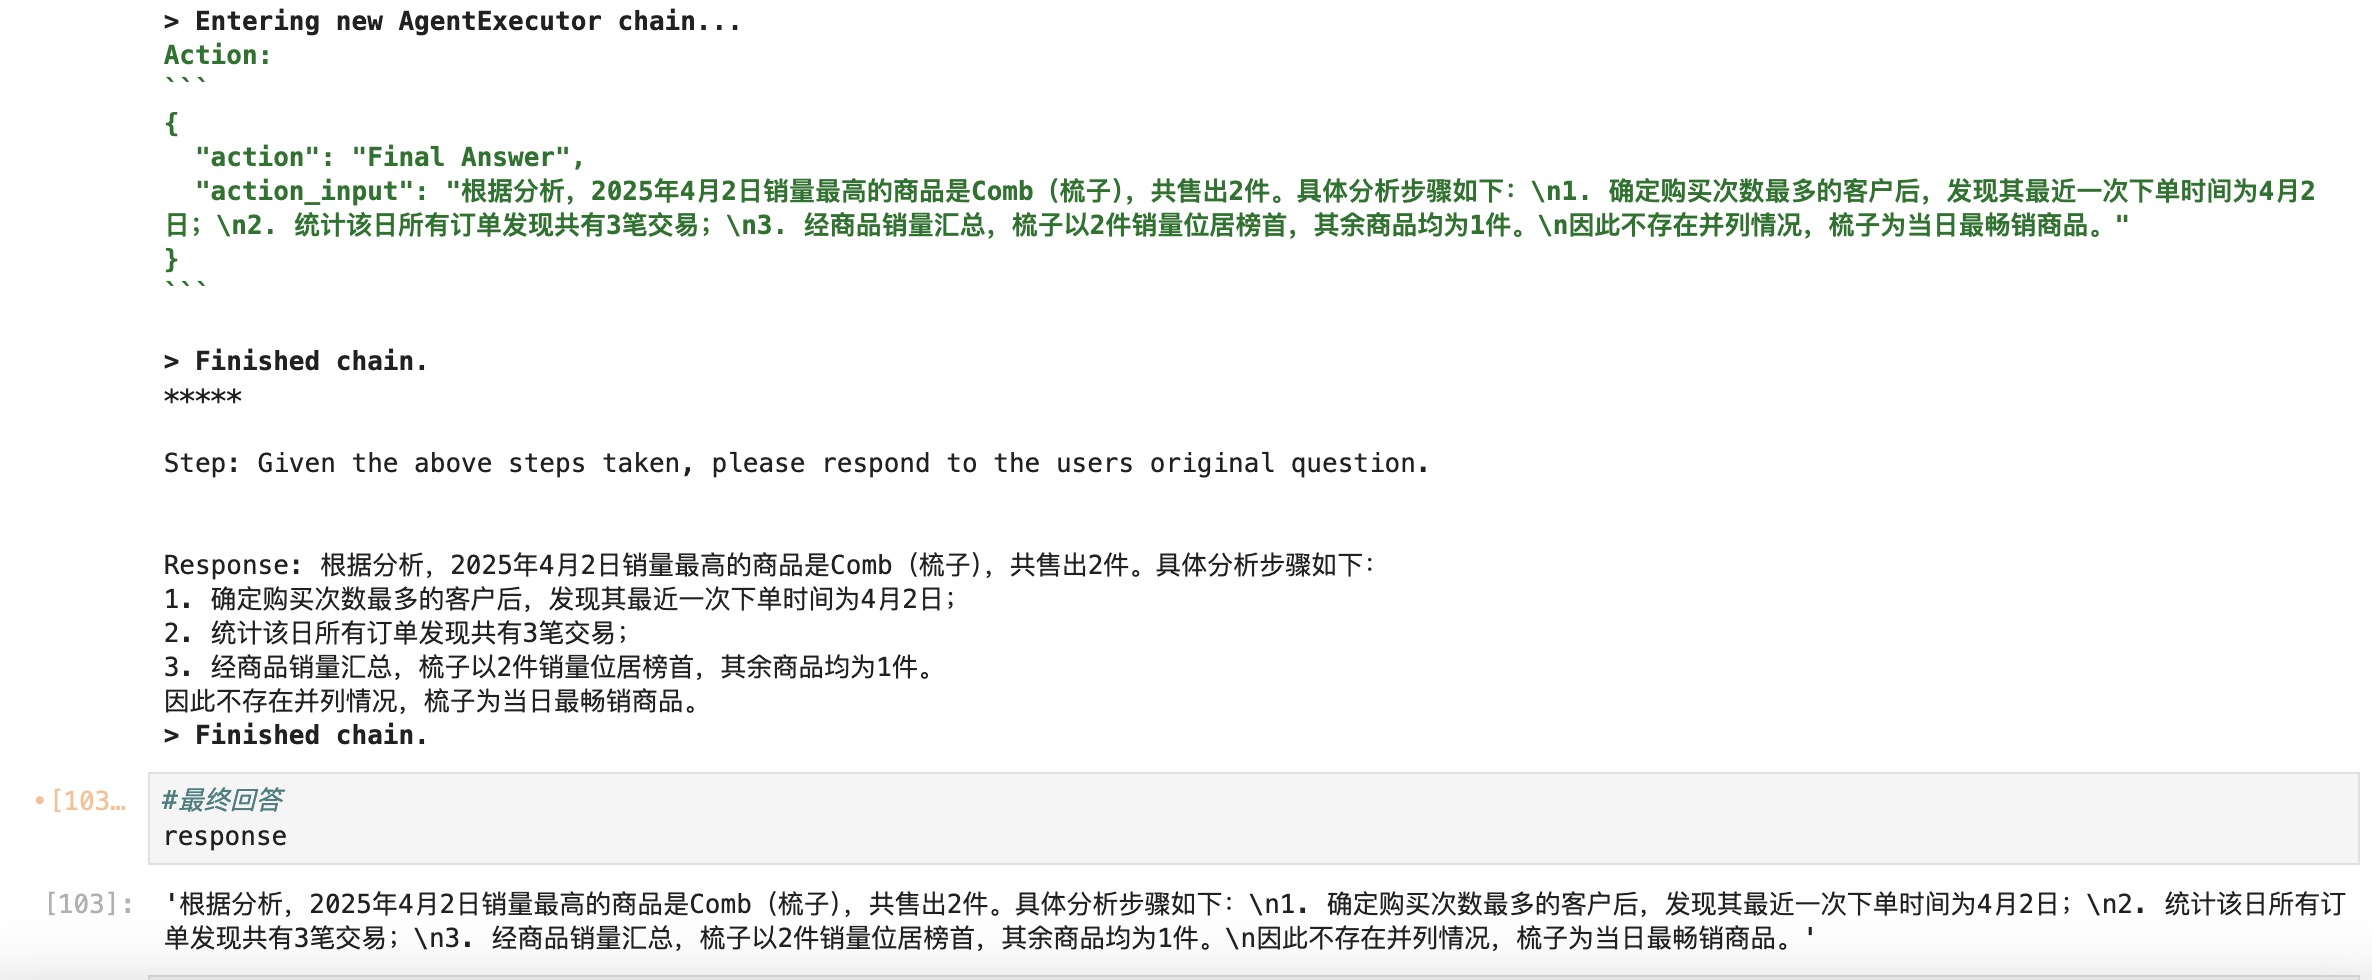 > Entering new AgentExecutor chain...
Action:
```
{
  "action": "Final Answer",
  "action_input": "根据分析，2025年4月2日销量最高的商品是Comb（梳子），共售出2件。具体分析步骤如下：\n1. 确定购买次数最多的客户后，发现其最近一次下单时间为4月2
日；\n2. 统计该日所有订单发现共有3笔交易；\n3. 经商品销量汇总，梳子以2件销量位居榜首，其余商品均为1件。\n因此不存在并列情况，梳子为当日最畅销商品。"
}
```
> Finished chain.
*****
Step: Given the above steps taken, please respond to the users original question.
Response: 根据分析，2025年4月2日销量最高的商品是Comb（梳子），共售出2件。具体分析步骤如下：
1. 确定购买次数最多的客户后，发现其最近一次下单时间为4月2日；
2. 统计该日所有订单发现共有3笔交易；
3. 经商品销量汇总，梳子以2件销量位居榜首，其余商品均为1件。
因此不存在并列情况，梳子为当日最畅销商品。
> Finished chain.
•[103… #最终回答
response
[103]: '根据分析，2025年4月2日销量最高的商品是Comb（梳子），共售出2件。具体分析步骤如下：\n1. 确定购买次数最多的客户后，发现其最近一次下单时间为4月2日；\n2. 统计该日所有订
单发现共有3笔交易；\n3. 经商品销量汇总，梳子以2件销量位居榜首，其余商品均为1件。\n因此不存在并列情况，梳子为当日最畅销商品。'